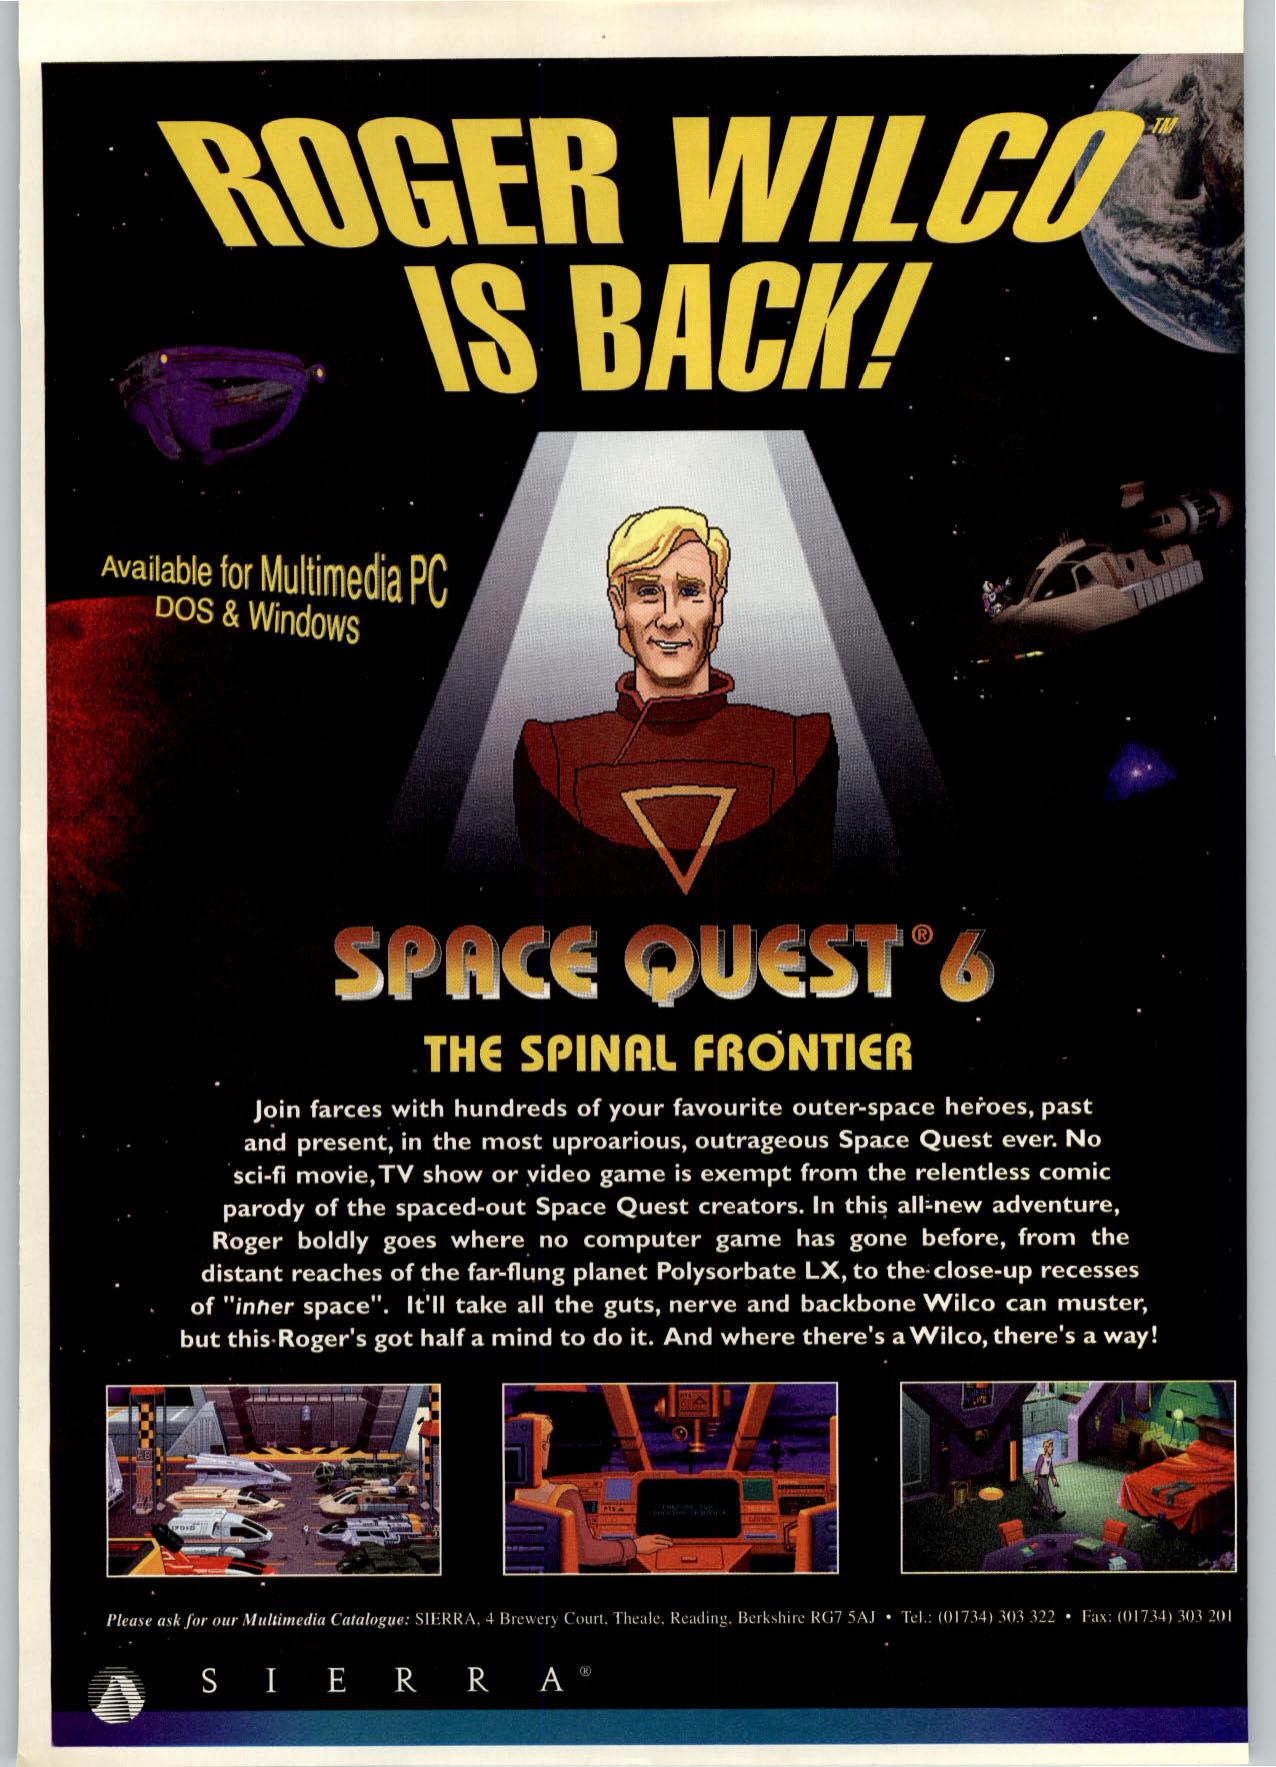 ROGER WILCO™
IS BACK!
Available for Multimedia PC
DOS & Windows
SPACE QUEST® 6
THE SPINAL FRONTIER
Join farces with hundreds of your favourite outer-space heroes, past
and present, in the most uproarious, outrageous Space Quest ever. No
sci-fi movie, TV show or video game is exempt from the relentless comic
parody of the spaced-out Space Quest creators. In this all-new adventure,
Roger boldly goes where no computer game has gone before, from the
distant reaches of the far-flung planet Polysorbate LX, to the close-up recesses
of "inner space". It'll take all the guts, nerve and backbone Wilco can muster,
but this Roger's got half a mind to do it. And where there's a Wilco, there's a way!
Please ask for our Multimedia Catalogue: SIERRA, 4 Brewery Court, Theale, Reading, Berkshire RG7 5AJ • Tel.: (01734) 303 322 • Fax: (01734) 303 201
SIERRA®